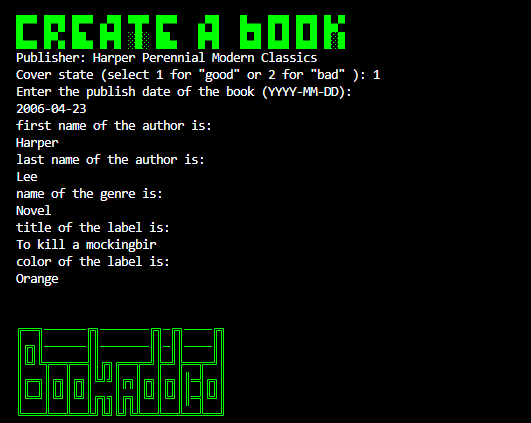 CREATE A bOOK
Publisher: Harper Perennial Modern Classics
Cover state (select 1 for "good" or 2 for "bad" ): 1
Enter the publish date of the book (YYYY-MM-DD):
2006-04-23
first name of the author is:
Harper
last name of the author is:
Lee
name of the genre is:
Novel
title of the label is:
To kill a mockingbir
color of the label is:
Orange